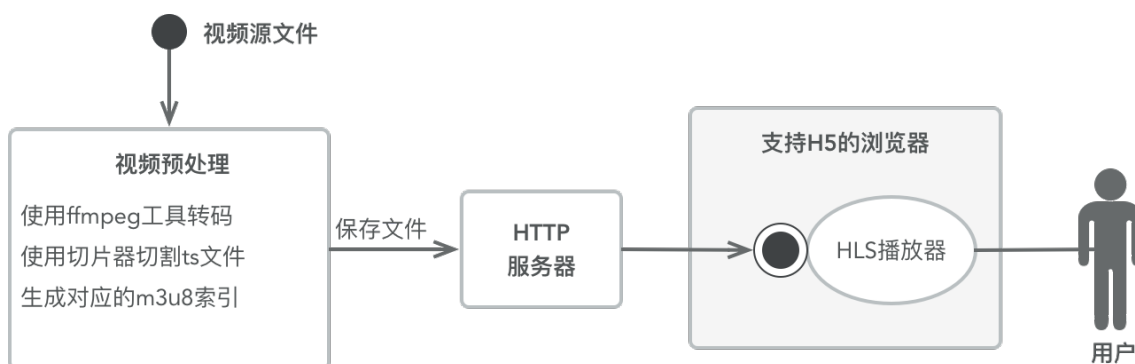 视频源文件
视频预处理
使用ffmpeg工具转码
使用切片器切割ts文件
生成对应的m3u8索引
保存文件
HTTP
服务器
支持H5的浏览器
HLS播放器
用户